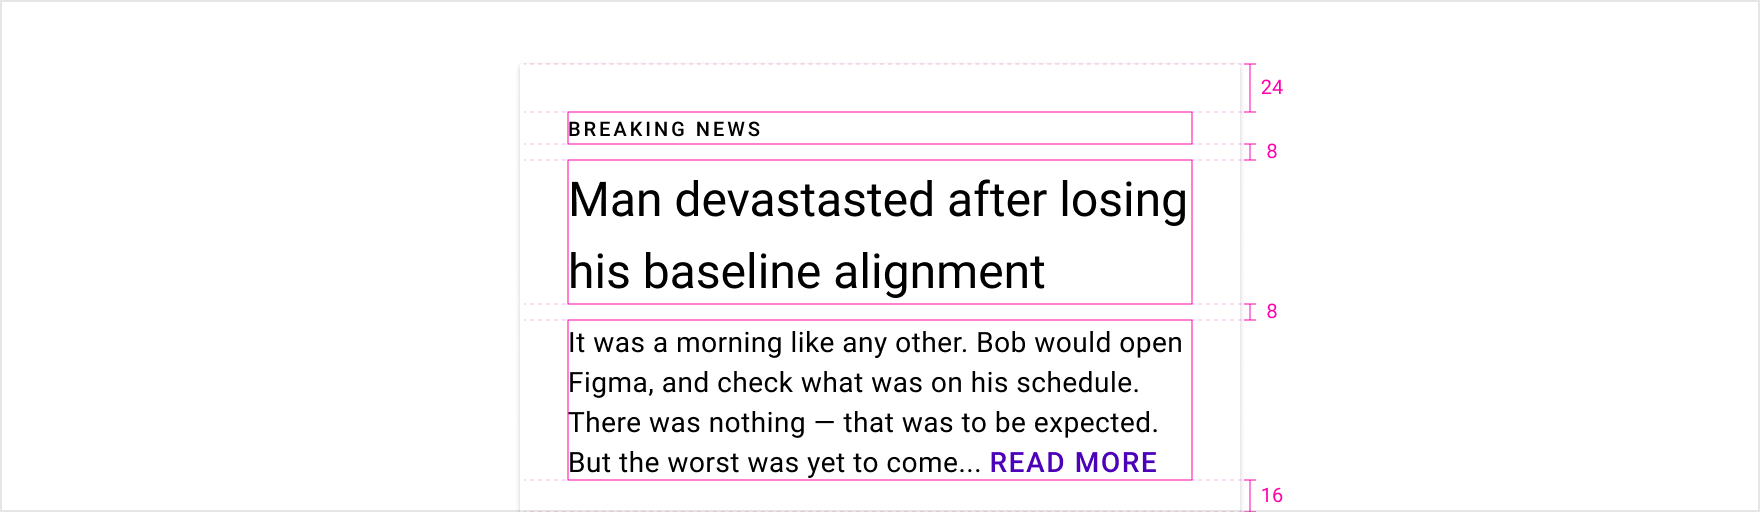 24
BREAKING NEWS
8
Man devastasted after losing
his baseline alignment
8
It was a morning like any other. Bob would open
Figma, and check what was on his schedule.
There was nothing — that was to be expected.
But the worst was yet to come... READ MORE
16